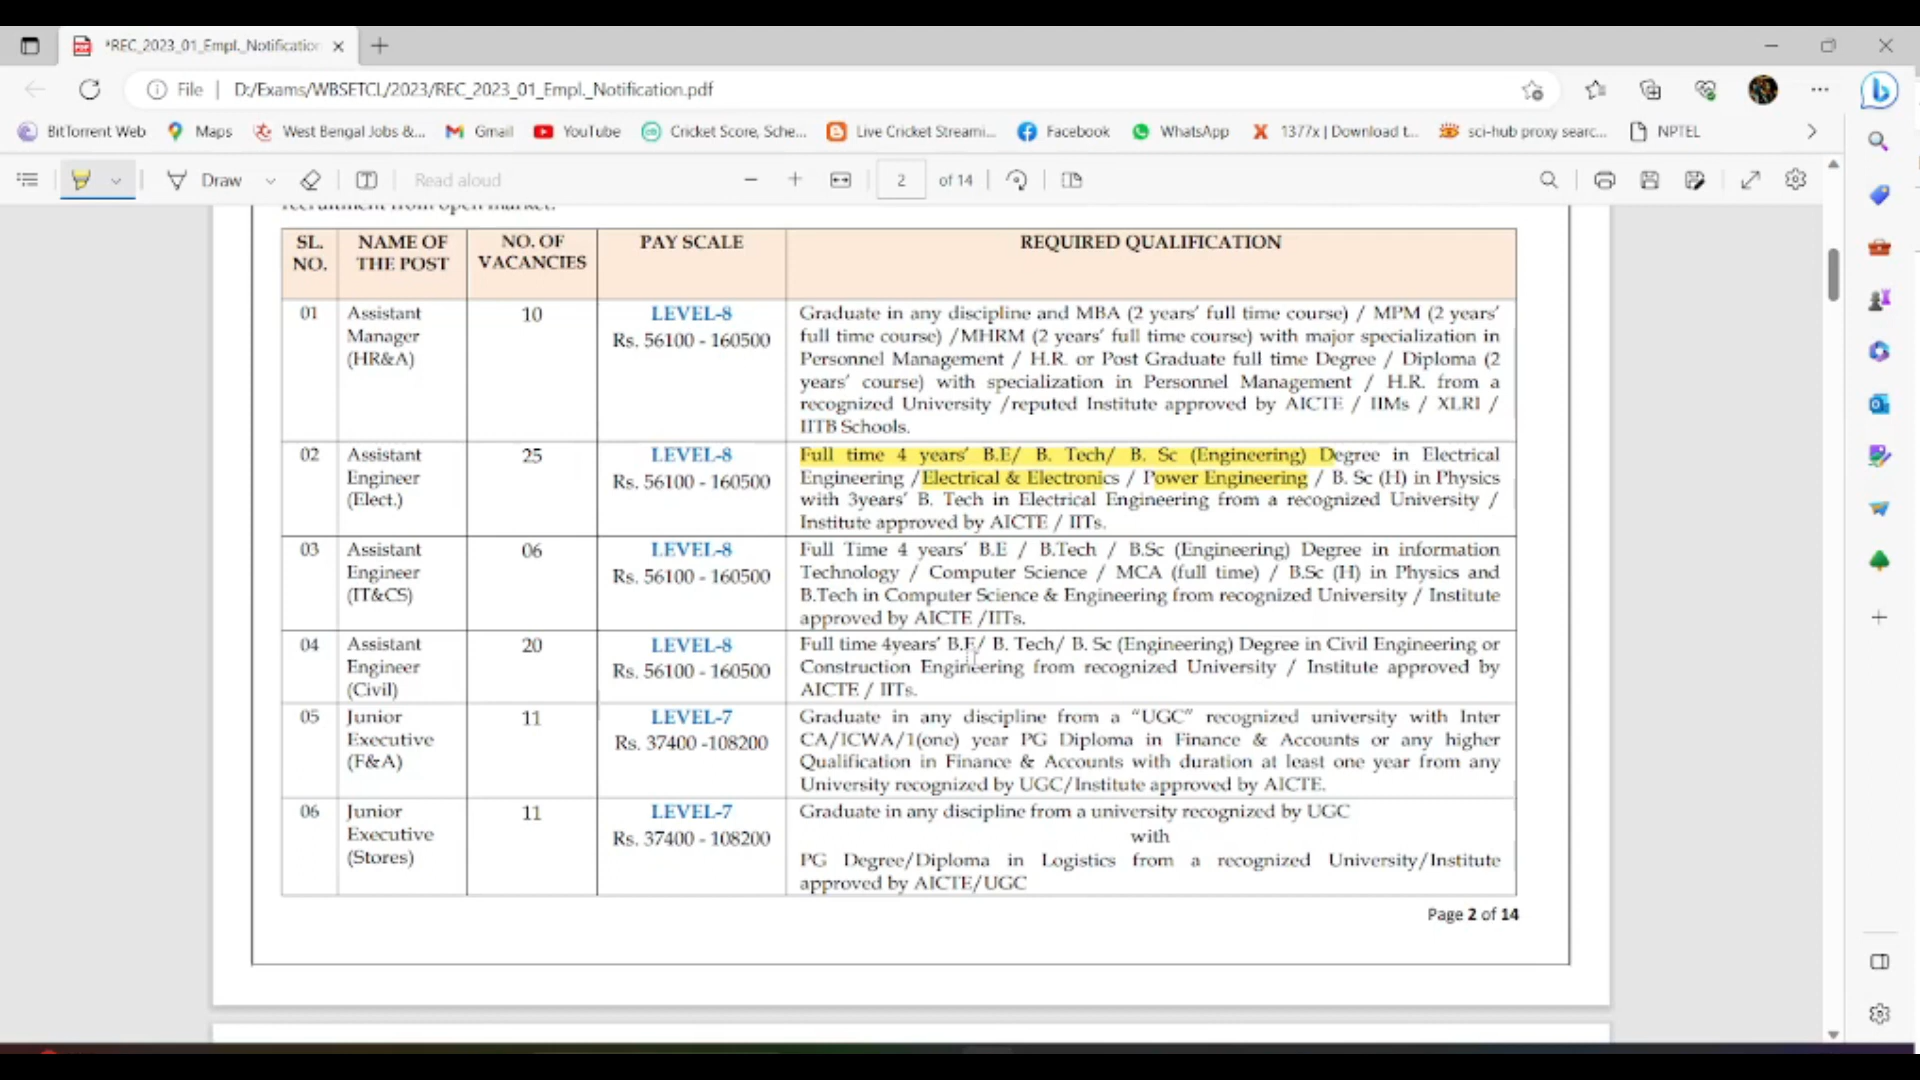 *REC_2023_01_Empl._Notificatio
File
D:/Exams/WBSETCL/2023/REC_2023_01_Empl._Notification.pdf
BitTorrent Web
Maps
West Bengal Jobs &...
Gmail
YouTube
Cricket Score, Sche...
Live Cricket Streami...
Facebook
WhatsApp
1377x | Download t...
sci-hub proxy searc...
NPTEL
Draw
Read aloud
2 of 14
recruitment from open market.
SL. NO.
NAME OF THE POST
NO. OF VACANCIES
PAY SCALE
REQUIRED QUALIFICATION
01
Assistant
Manager
(HR&A)
10
LEVEL-8
Rs. 56100 - 160500
Graduate in any discipline and MBA (2 years' full time course) / MPM (2 years'
full time course) /MHRM (2 years' full time course) with major specialization in
Personnel Management / H.R. or Post Graduate full time Degree / Diploma (2
years' course) with specialization in Personnel Management / H.R. from a
recognized University /reputed Institute approved by AICTE / IIMs / XLRI /
IITB Schools.
02
Assistant
Engineer
(Elect.)
25
LEVEL-8
Rs. 56100 - 160500
Full time 4 years' B.E/ B. Tech/ B. Sc (Engineering) Degree in Electrical
Engineering /Electrical & Electronics / Power Engineering / B. Sc (H) in Physics
with 3years' B. Tech in Electrical Engineering from a recognized University /
Institute approved by AICTE / IITs.
03
Assistant
Engineer
(IT&CS)
06
LEVEL-8
Rs. 56100 - 160500
Full Time 4 years' B.E / B.Tech / B.Sc (Engineering) Degree in information
Technology / Computer Science / MCA (full time) / B.Sc (H) in Physics and
B.Tech in Computer Science & Engineering from recognized University / Institute
approved by AICTE /IITs.
04
Assistant
Engineer
(Civil)
20
LEVEL-8
Rs. 56100 - 160500
Full time 4years' B.E/ B. Tech/ B. Sc (Engineering) Degree in Civil Engineering or
Construction Engineering from recognized University / Institute approved by
AICTE / IITs.
05
Junior
Executive
(F&A)
11
LEVEL-7
Rs. 37400 -108200
Graduate in any discipline from a "UGC" recognized university with Inter
CA/ICWA/1(one) year PG Diploma in Finance & Accounts or any higher
Qualification in Finance & Accounts with duration at least one year from any
University recognized by UGC/Institute approved by AICTE.
06
Junior
Executive
(Stores)
11
LEVEL-7
Rs. 37400 - 108200
Graduate in any discipline from a university recognized by UGC
with
PG Degree/Diploma in Logistics from a recognized University/Institute
approved by AICTE/UGC
Page 2 of 14